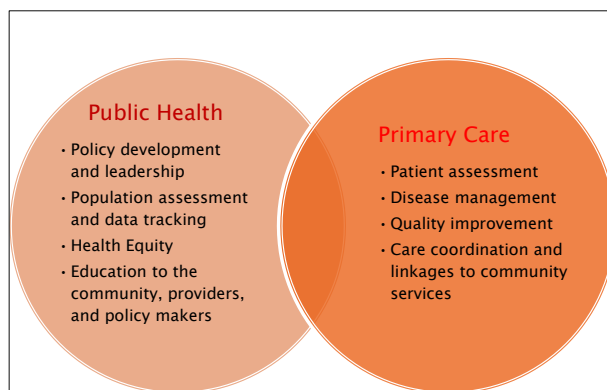 Public Health
· Policy development
and leadership
· Population assessment
and data tracking
· Health Equity
· Education to the
community, providers,
and policy makers
Primary Care
· Patient assessment
· Disease management
· Quality improvement
· Care coordination and
linkages to community
services